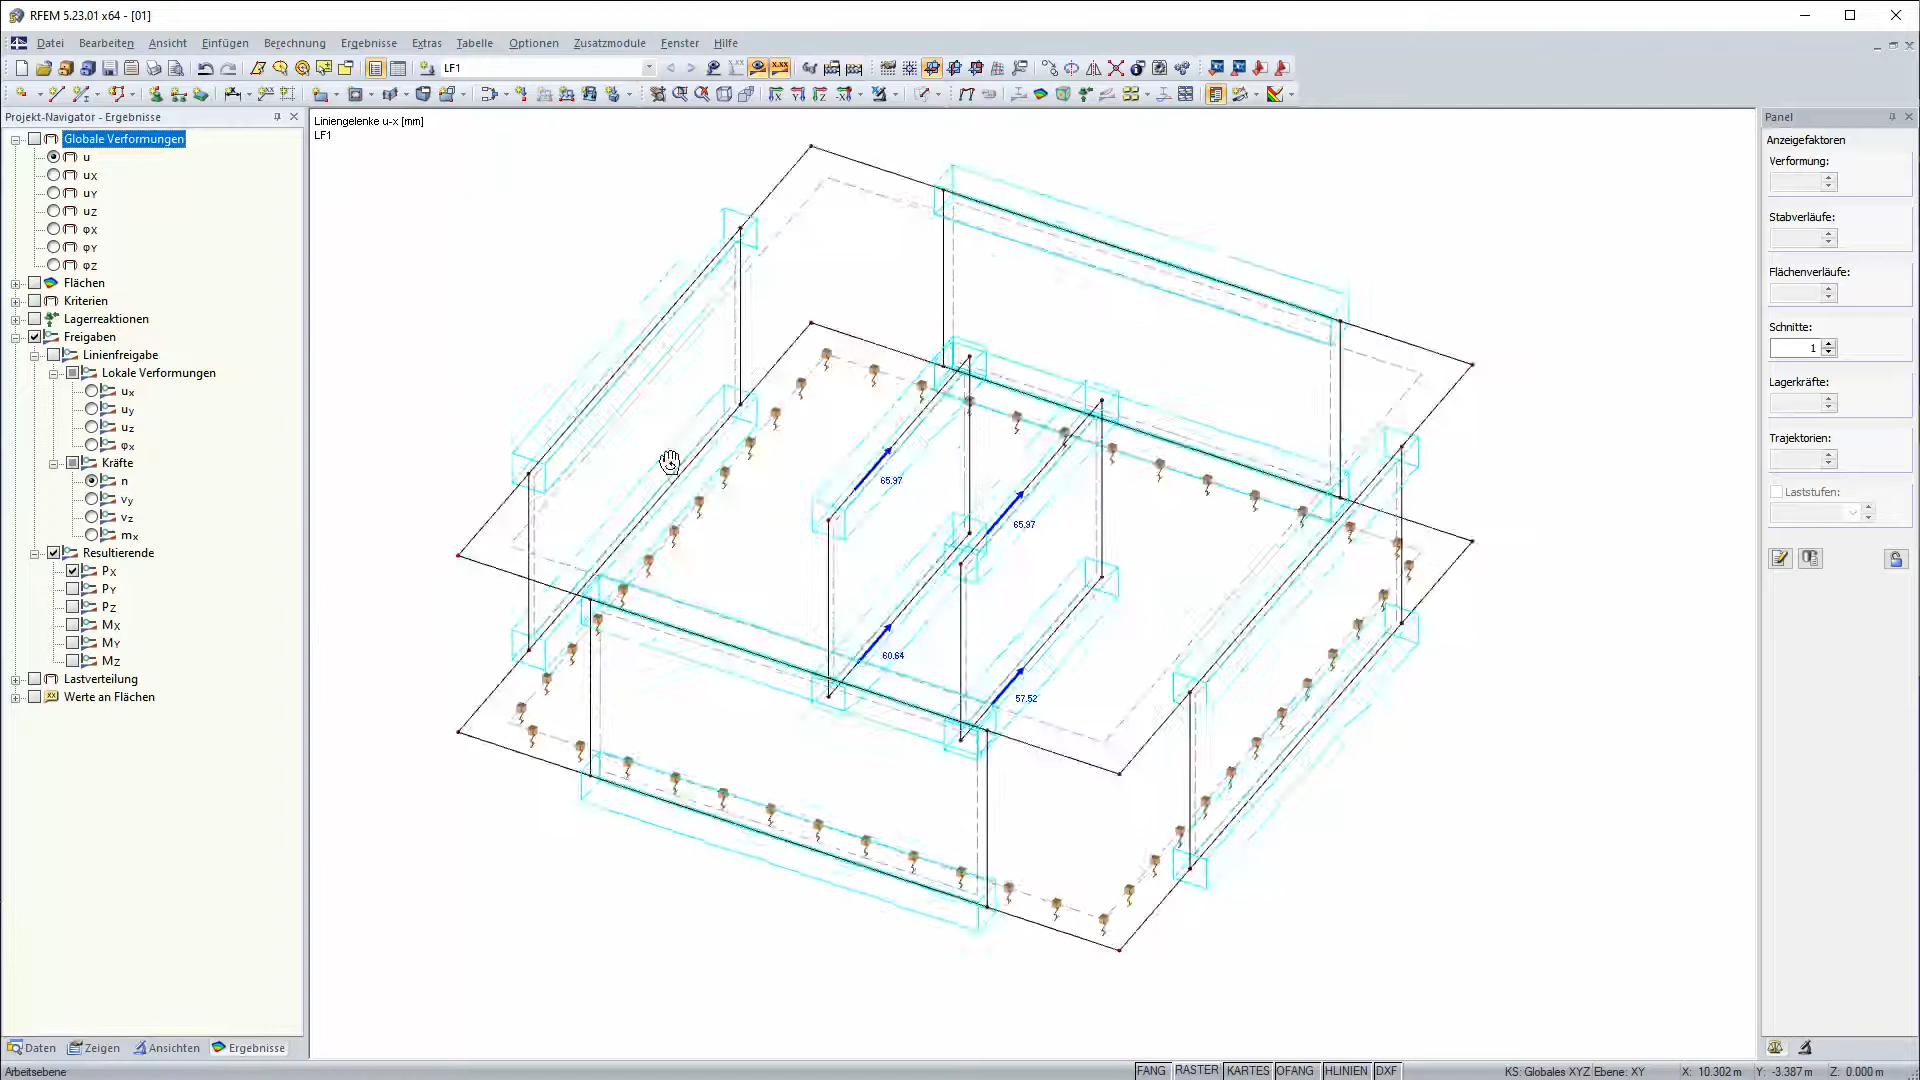 RFEM 5.23.01 x64 - [01]
Datei Bearbeiten Ansicht Einfügen Berechnung Ergebnisse Extras Tabelle Optionen Zusatzmodule Fenster Hilfe
LF1
Projekt-Navigator - Ergebnisse
Globale Verformungen
u
uX
uY
uZ
φX
φY
φZ
Flächen
Kriterien
Lagerreaktionen
Freigaben
Linienfreigabe
Lokale Verformungen
ux
uy
uz
φx
Kräfte
n
vy
vz
mx
Resultierende
PX
PY
PZ
MX
MY
MZ
Lastverteilung
Werte an Flächen
Daten Zeigen Ansichten Ergebnisse
Liniengelenke u-x [mm]
LF1
65.97
65.97
60.64
57.52
Panel
Anzeigefaktoren
Verformung:
Stabverläufe:
Flächenverläufe:
Schnitte:
1
Lagerkräfte:
Trajektorien:
Laststufen:
Arbeitsebene
FANG RASTER KARTES OFANG HLINIEN DXF KS: Globales XYZ Ebene: XY X: 10.302 m Y: -3.387 m Z: 0.000 m